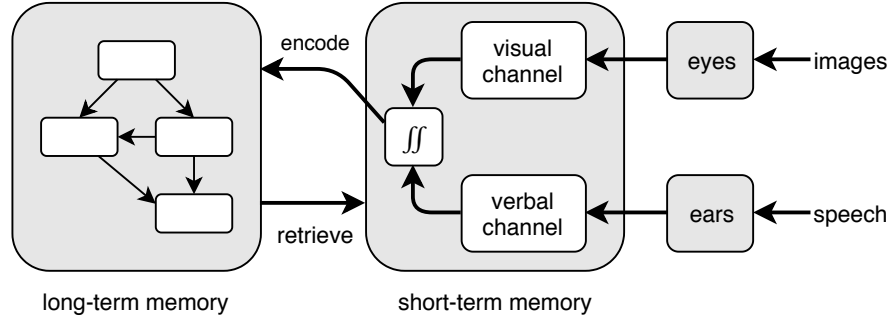 encode
visual
channel
eyes
images
∬
retrieve
verbal
channel
ears
speech
long-term memory
short-term memory